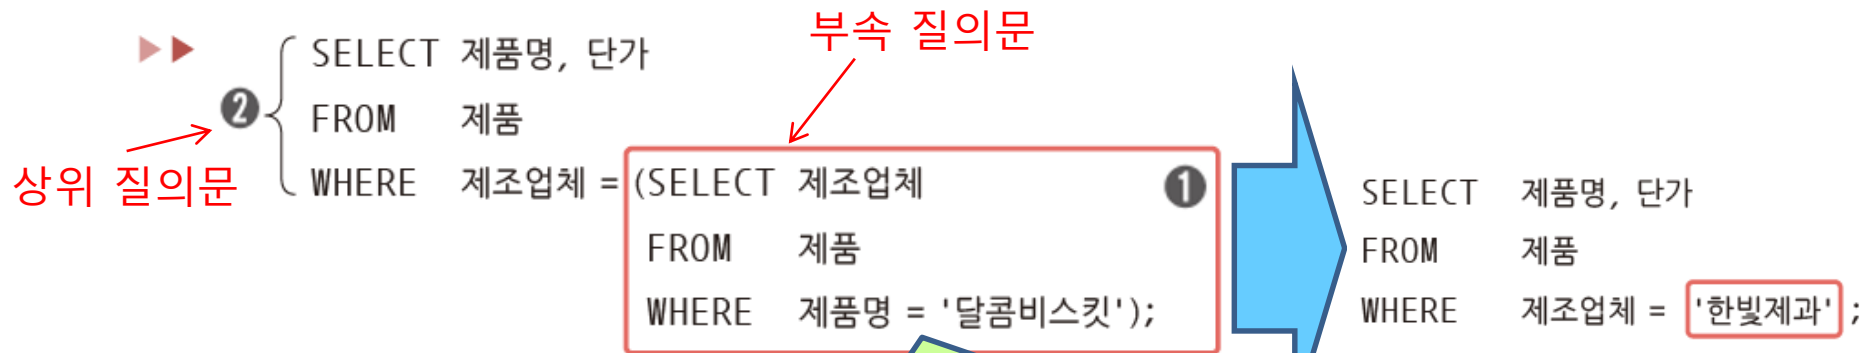 부속 질의문
SELECT 제품명, 단가
❷ FROM 제품
상위 질의문
WHERE 제조업체 = (SELECT 제조업체 ❶
FROM 제품
WHERE 제품명 = '달콤비스킷');
SELECT 제품명, 단가
FROM 제품
WHERE 제조업체 = '한빛제과' ;